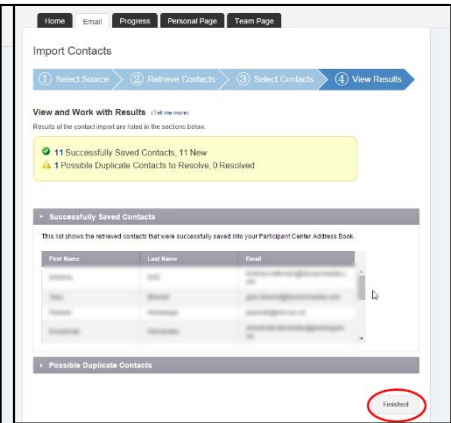 Home Email Progress Personal Page Team Page
Import Contacts
1 Select Source 2 Retrieve Contacts 3 Select Contacts 4 View Results
View and Work with Results (Tell me more)
Results of the contact import are listed in the sections below.
11 Successfully Saved Contacts, 11 New
1 Possible Duplicate Contacts to Resolve, 0 Resolved
Successfully Saved Contacts
This list shows the retrieved contacts that were successfully saved into your Participant Center Address Book.
First Name Last Name Email
Possible Duplicate Contacts
Finished